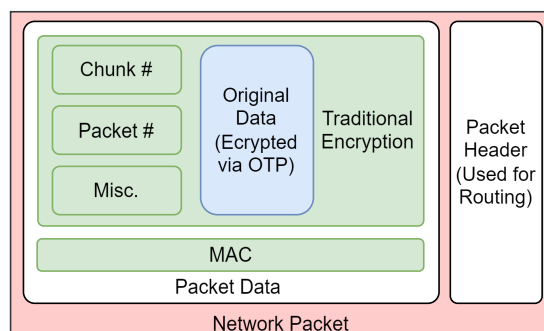 Chunk #
Packet #
Misc.
Original
Data
(Ecrypted
via OTP)
Traditional
Encryption
MAC
Packet Data
Packet
Header
(Used for
Routing)
Network Packet